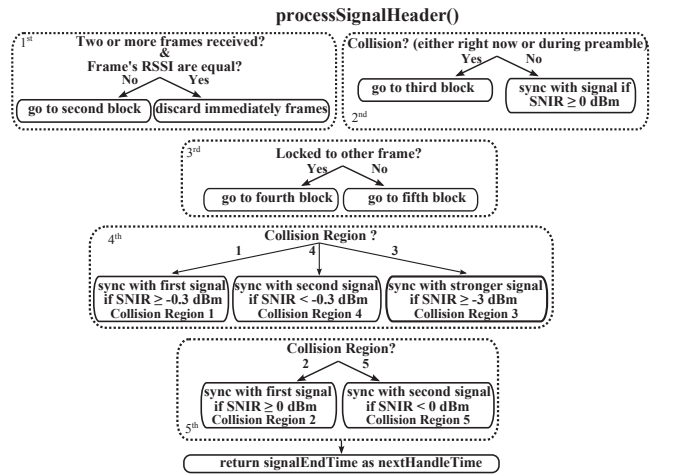 processSignalHeader()
1st
Two or more frames received?
&
Frame's RSSI are equal?
No Yes
go to second block
discard immediately frames
Collision? (either right now or during preamble)
Yes No
go to third block
sync with signal if
SNIR ≥ 0 dBm
2nd
3rd
Locked to other frame?
Yes No
go to fourth block
go to fifth block
4th
Collision Region ?
1 4 3
sync with first signal
if SNIR ≥ -0.3 dBm
Collision Region 1
sync with second signal
if SNIR < -0.3 dBm
Collision Region 4
sync with stronger signal
if SNIR ≥ -3 dBm
Collision Region 3
Collision Region?
2 5
sync with first signal
if SNIR ≥ 0 dBm
Collision Region 2
sync with second signal
if SNIR < 0 dBm
Collision Region 5
5th
return signalEndTime as nextHandleTime